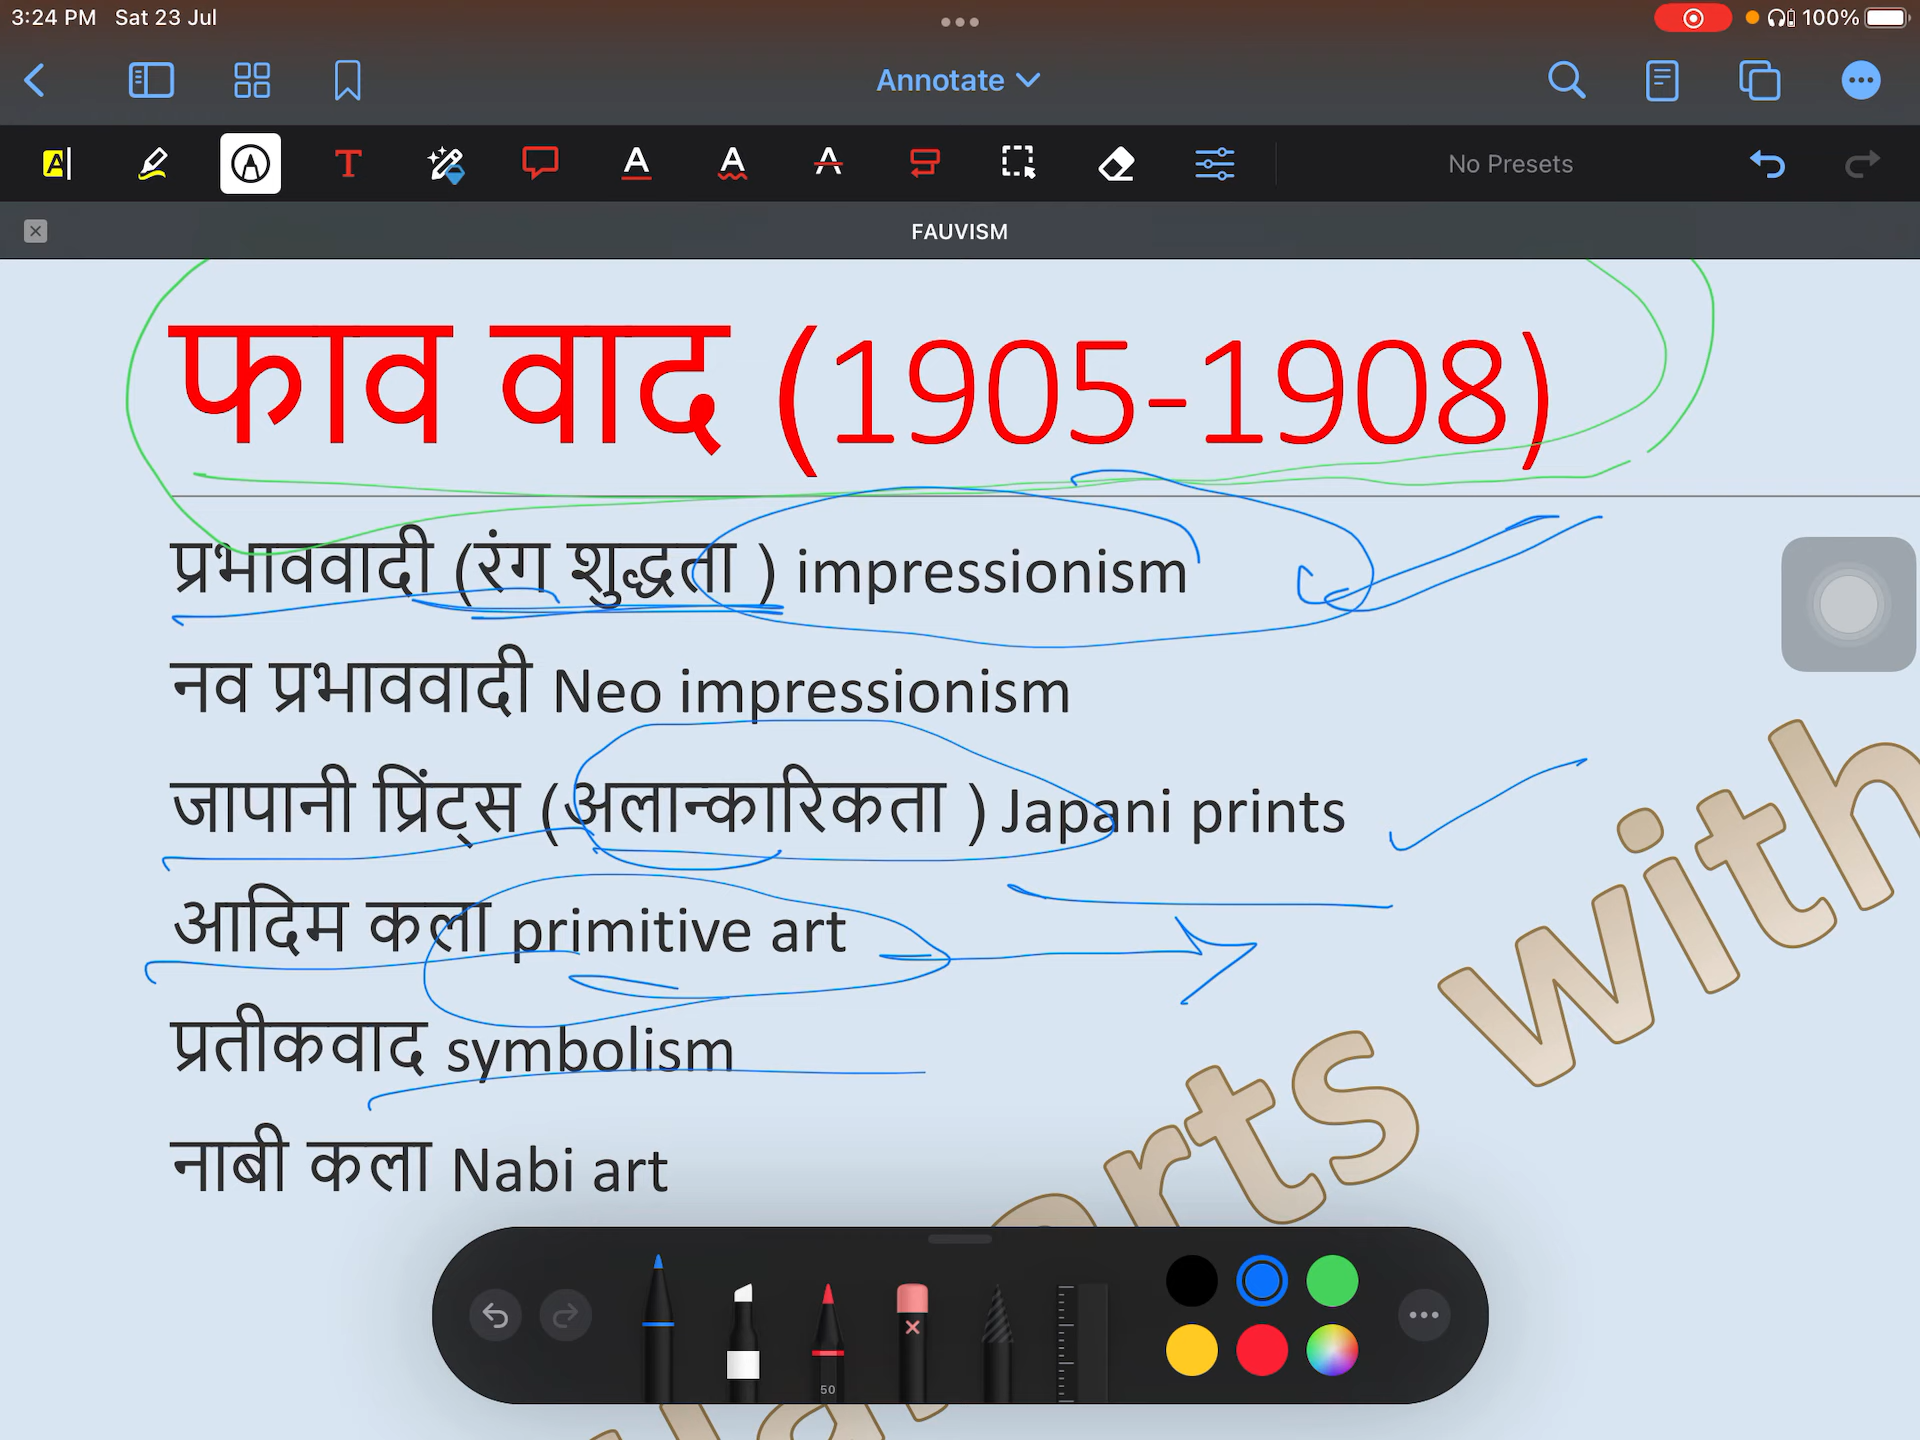 3:24 PM Sat 23 Jul 100%
Annotate
A T A A A No Presets
FAUVISM
फाव वाद (1905-1908)
प्रभाववादी (रंग शुद्धता ) impressionism
नव प्रभाववादी Neo impressionism
जापानी प्रिंट्स (अलान्कारिकता ) Japani prints
आदिम कला primitive art
प्रतीकवाद symbolism
नाबी कला Nabi art
arts with
50